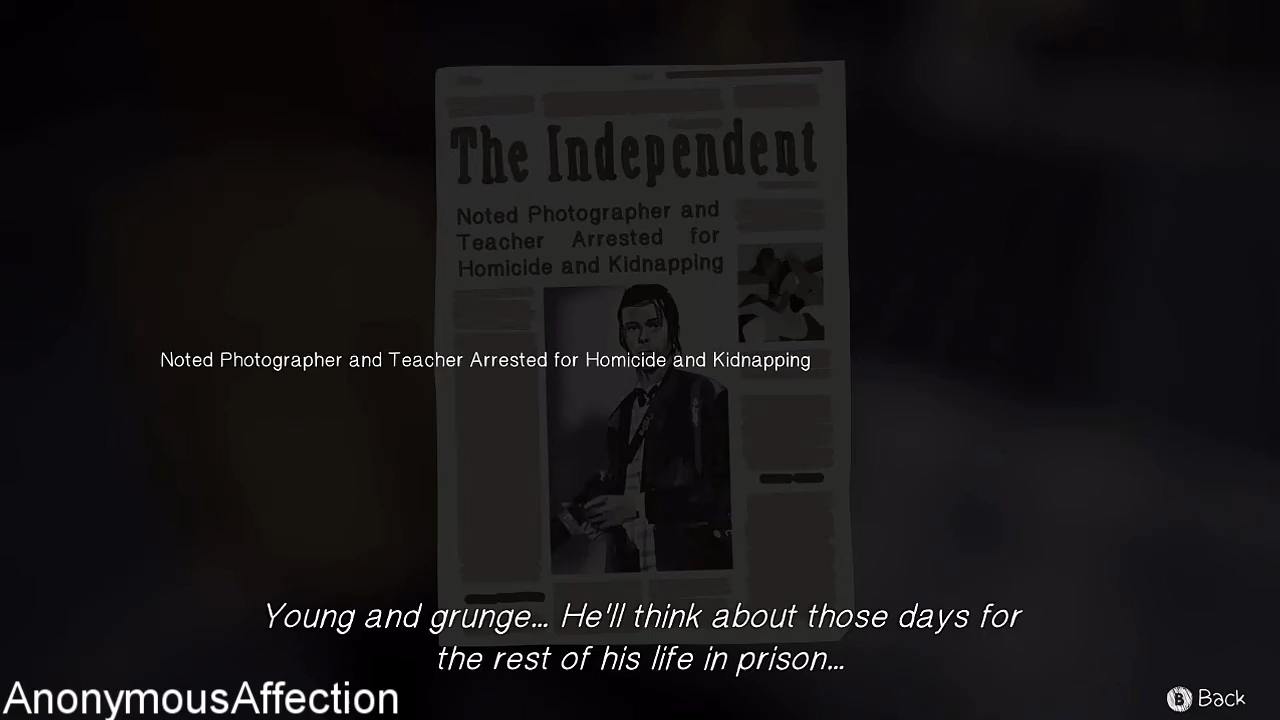 The Independent
Noted Photographer and
Teacher Arrested for
Homicide and Kidnapping
Noted Photographer and Teacher Arrested for Homicide and Kidnapping
Young and grunge... He'll think about those days for
the rest of his life in prison...
AnonymousAffection
B Back